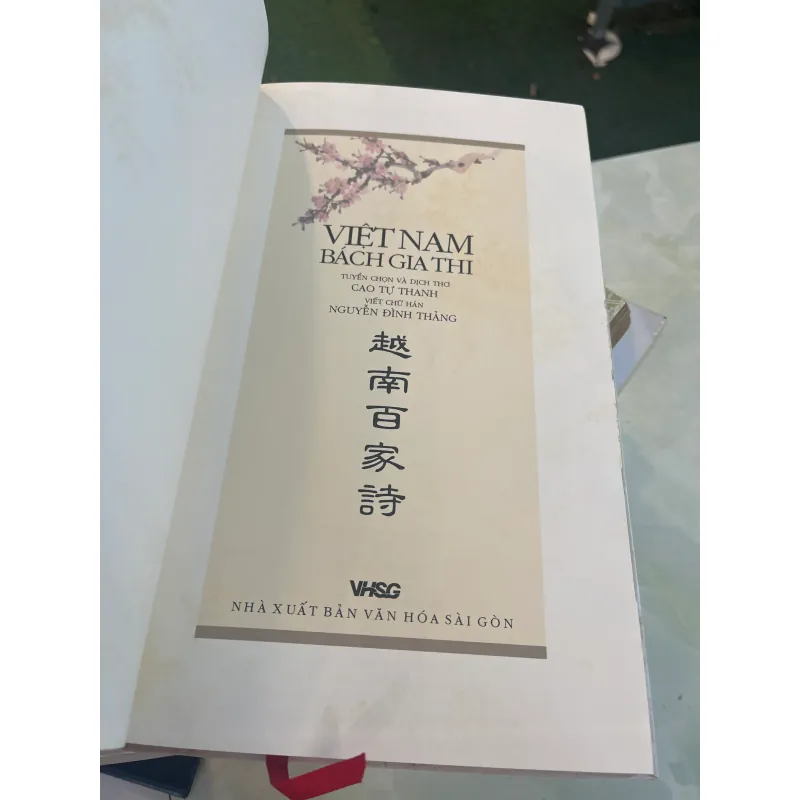 VIỆT NAM
BÁCH GIA THI
TUYỂN CHỌN VÀ DỊCH THƠ
CAO TỰ THANH
VIẾT CHỮ HÁN
NGUYỄN ĐÌNH THẢNG
越南百家詩
VHSG
NHÀ XUẤT BẢN VĂN HÓA SÀI GÒN